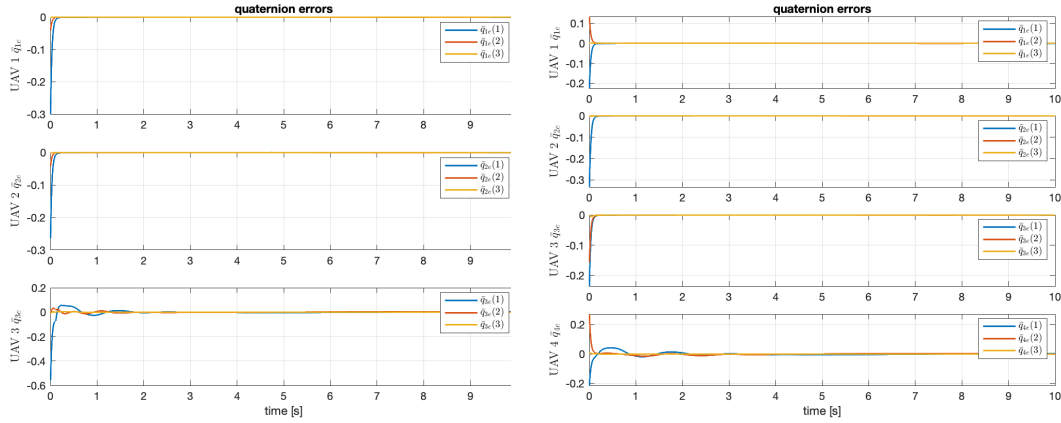 quaternion errors
UAV 1 q̄₁ₑ
0
-0.1
-0.2
-0.3
0 1 2 3 4 5 6 7 8 9
q̄₁ₑ(1)
q̄₁ₑ(2)
q̄₁ₑ(3)
UAV 2 q̄₂ₑ
0
-0.1
-0.2
-0.3
0 1 2 3 4 5 6 7 8 9
q̄₂ₑ(1)
q̄₂ₑ(2)
q̄₂ₑ(3)
UAV 3 q̄₃ₑ
0.2
0
-0.2
-0.4
-0.6
0 1 2 3 4 5 6 7 8 9
q̄₃ₑ(1)
q̄₃ₑ(2)
q̄₃ₑ(3)
time [s]
quaternion errors
UAV 1 q̄₁ₑ
0.1
0
-0.1
-0.2
0 1 2 3 4 5 6 7 8 9 10
q̄₁ₑ(1)
q̄₁ₑ(2)
q̄₁ₑ(3)
UAV 2 q̄₂ₑ
0
-0.1
-0.2
-0.3
0 1 2 3 4 5 6 7 8 9 10
q̄₂ₑ(1)
q̄₂ₑ(2)
q̄₂ₑ(3)
UAV 3 q̄₃ₑ
0
-0.1
-0.2
0 1 2 3 4 5 6 7 8 9 10
q̄₃ₑ(1)
q̄₃ₑ(2)
q̄₃ₑ(3)
UAV 4 q̄₄ₑ
0.2
0
-0.2
0 1 2 3 4 5 6 7 8 9 10
q̄₄ₑ(1)
q̄₄ₑ(2)
q̄₄ₑ(3)
time [s]